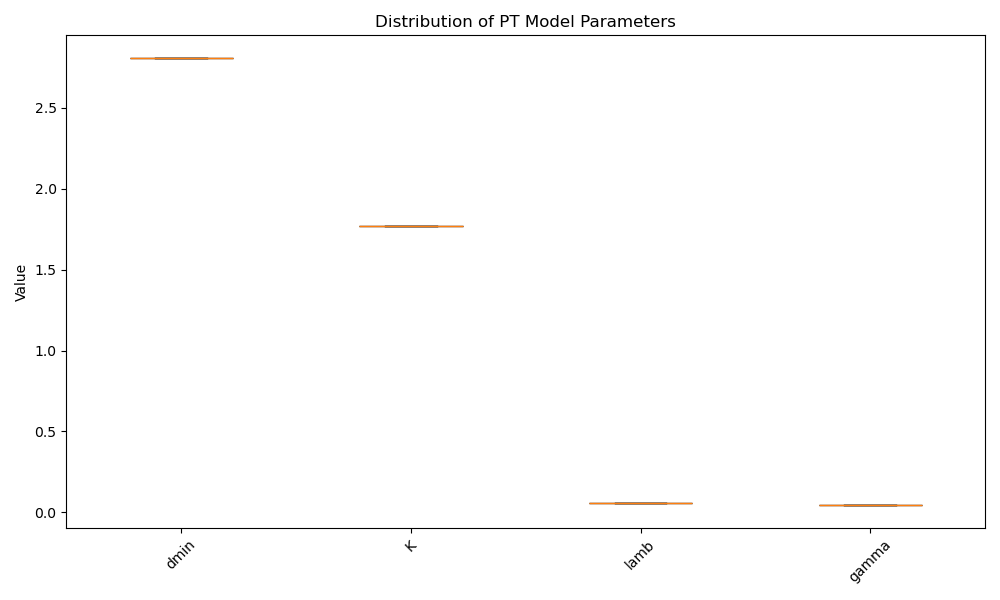 Distribution of PT Model Parameters
Value
2.5
2.0
1.5
1.0
0.5
0.0
dmin
K
lamb
gamma